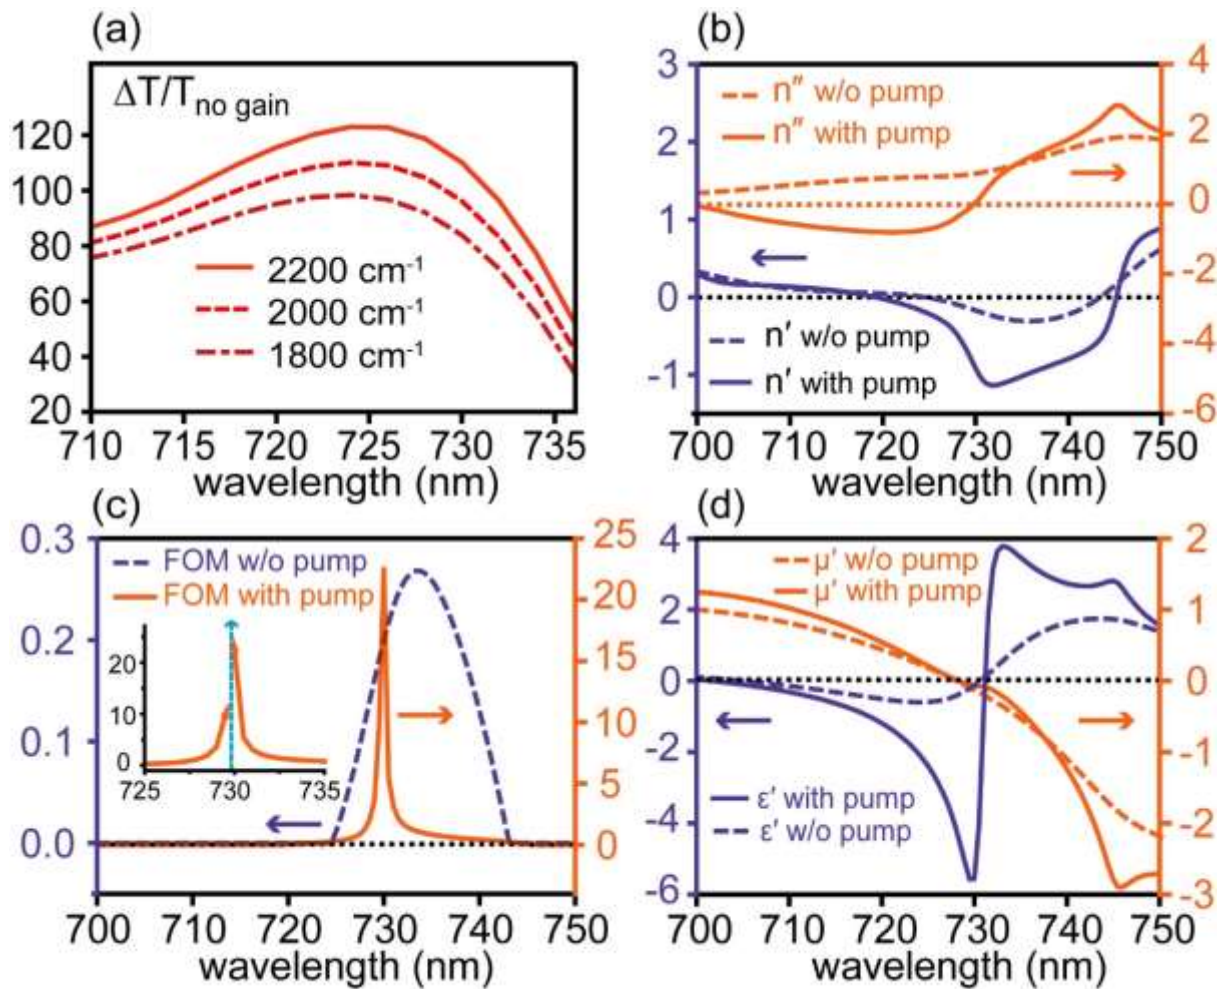 (a)
ΔT/T no gain
120
100
80
60
40
20
2200 cm-1
2000 cm-1
1800 cm-1
710 715 720 725 730 735
wavelength (nm)
(b)
3
2
1
0
-1
n″ w/o pump
n″ with pump
n′ w/o pump
n′ with pump
4
2
0
-2
-4
-6
700 710 720 730 740 750
wavelength (nm)
(c)
0.3
0.2
0.1
0.0
FOM w/o pump
FOM with pump
20
10
0
725 730 735
25
20
15
10
5
0
700 710 720 730 740 750
wavelength (nm)
(d)
4
2
0
-2
-4
-6
μ′ w/o pump
μ′ with pump
ε′ with pump
ε′ w/o pump
2
1
0
-1
-2
-3
700 710 720 730 740 750
wavelength (nm)